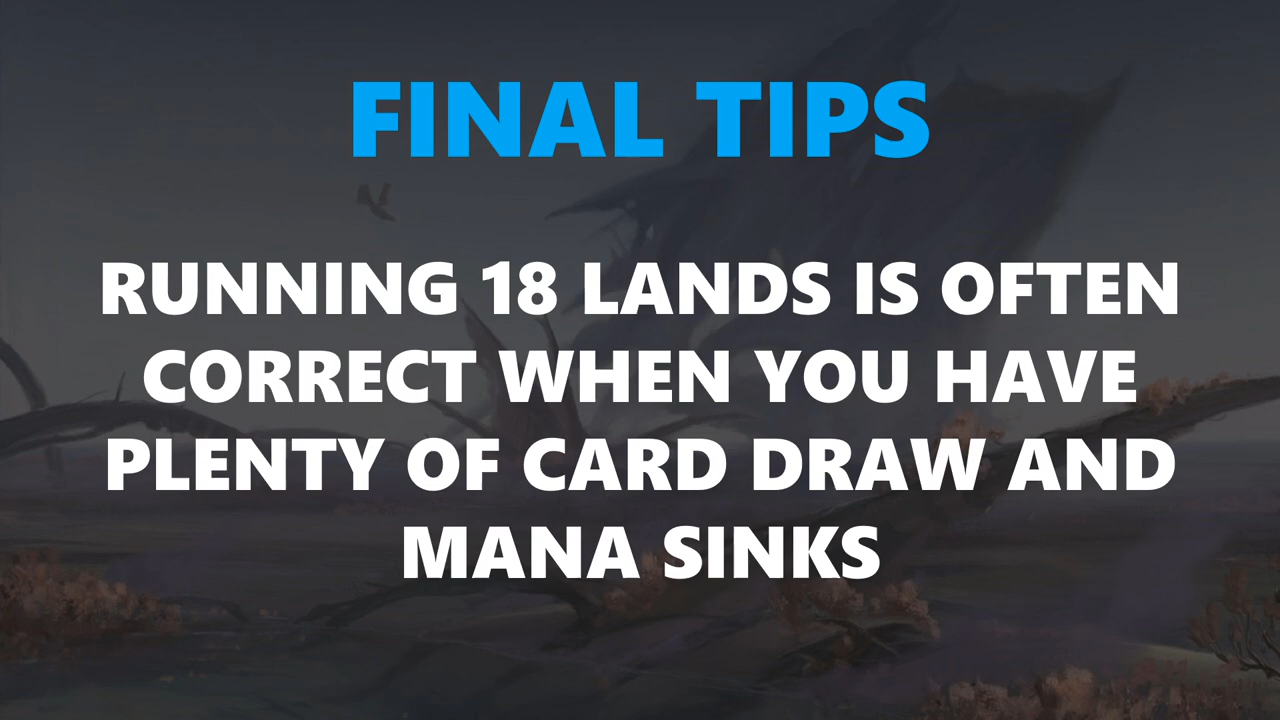 FINAL TIPS
RUNNING 18 LANDS IS OFTEN
CORRECT WHEN YOU HAVE
PLENTY OF CARD DRAW AND
MANA SINKS